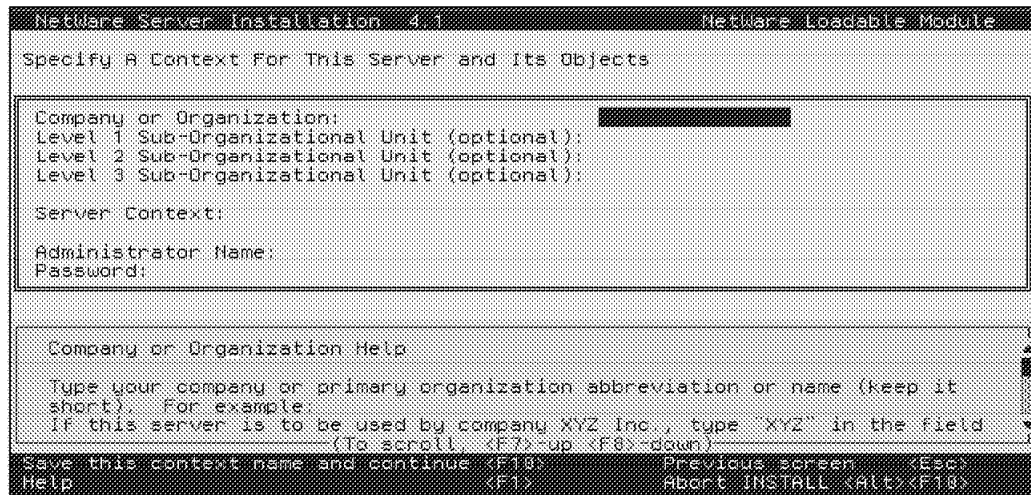 NetWare Server Installation 4.1 NetWare Loadable Module
Specify A Context For This Server and Its Objects
Company or Organization:
Level 1 Sub-Organizational Unit (optional):
Level 2 Sub-Organizational Unit (optional):
Level 3 Sub-Organizational Unit (optional):
Server Context:
Administrator Name:
Password:
Company or Organization Help
Type your company or primary organization abbreviation or name (keep it
short). For example:
If this server is to be used by company XYZ Inc., type "XYZ" in the field
(To scroll, <F7>-up <F8>-down)
Save this context name and continue <F10> Previous screen <Esc>
Help <F1> Abort INSTALL <Alt><F10>